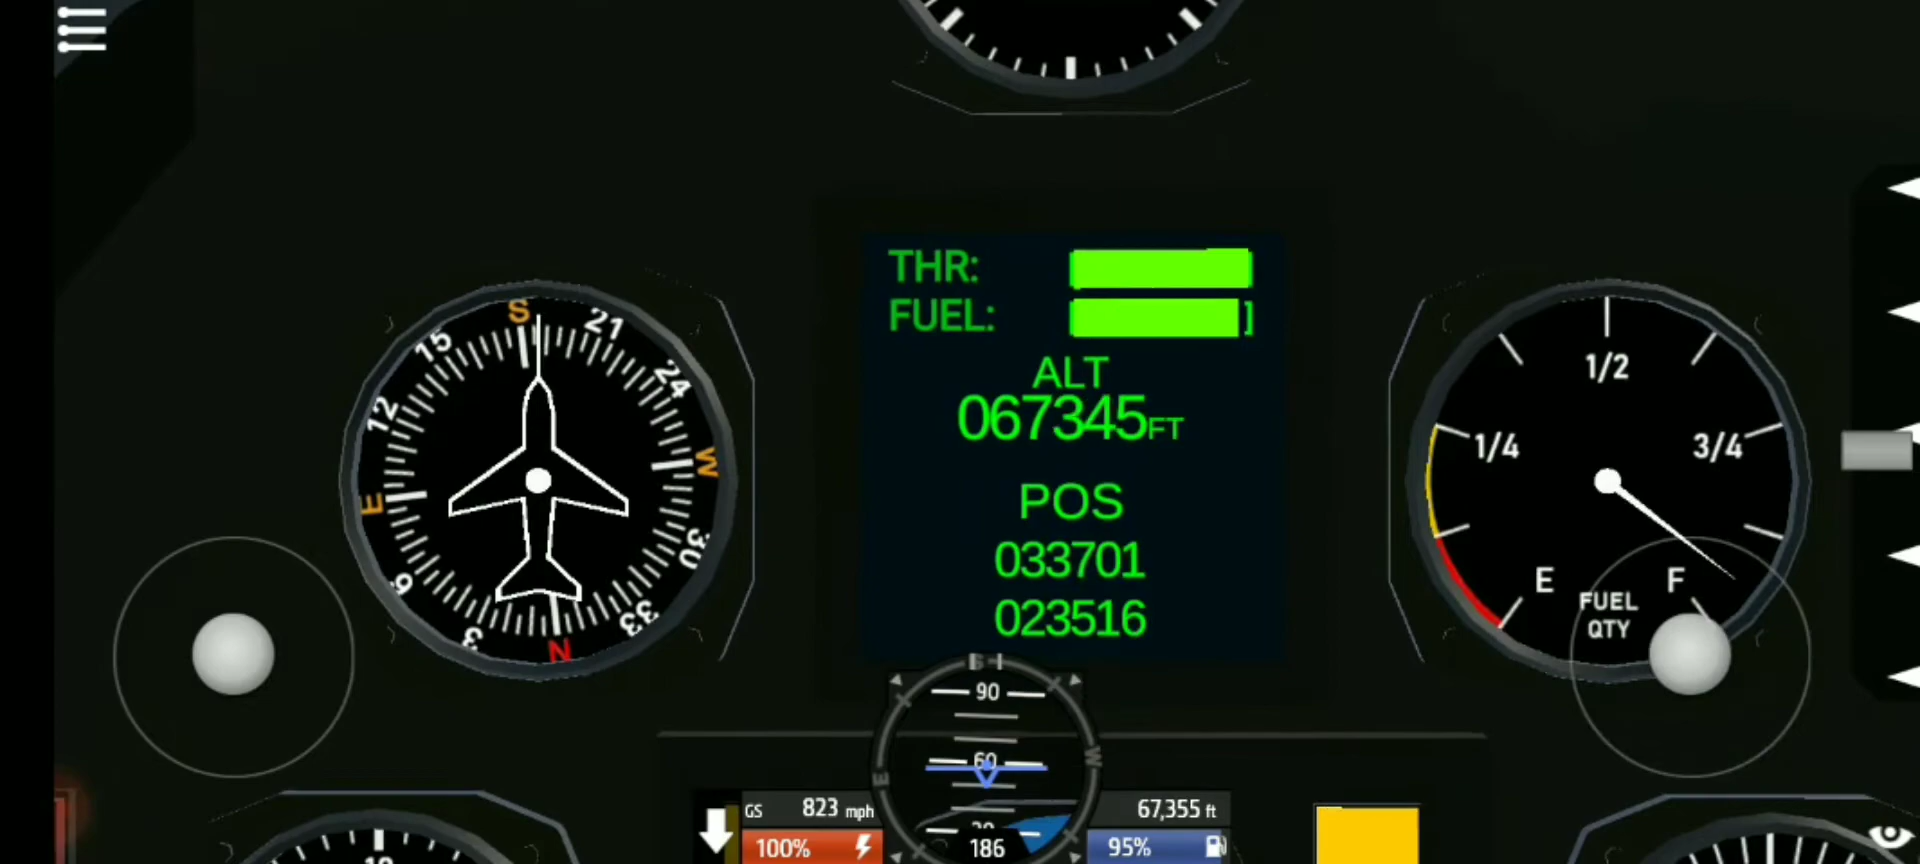 THR:
FUEL: ]
ALT
067345FT
POS
033701
023516
S
21
24
W
30
33
N
3
6
E
12
15
1/2
1/4
3/4
E
F
FUEL
QTY
S
90
60
E
W
GS 823 mph
67,355 ft
100%
95%
186